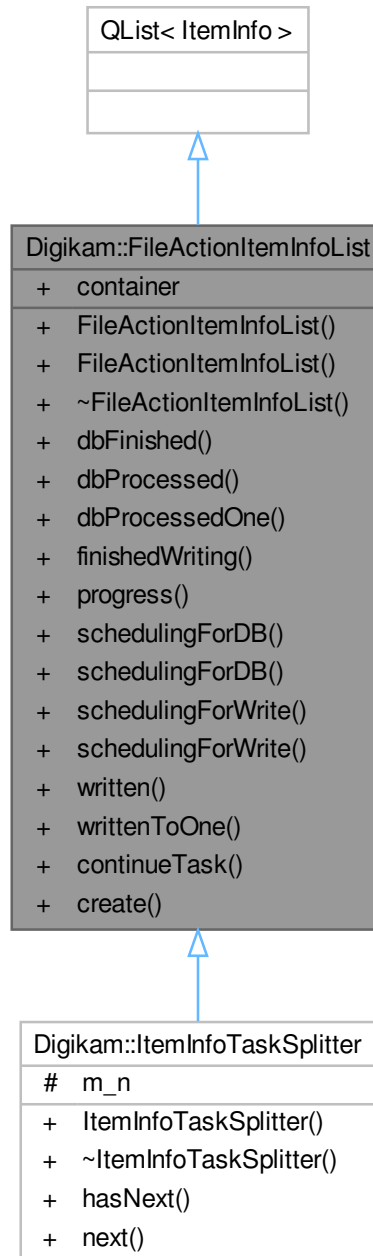 QList< ItemInfo >
Digikam::FileActionItemInfoList
+ container
+ FileActionItemInfoList()
+ FileActionItemInfoList()
+ ~FileActionItemInfoList()
+ dbFinished()
+ dbProcessed()
+ dbProcessedOne()
+ finishedWriting()
+ progress()
+ schedulingForDB()
+ schedulingForDB()
+ schedulingForWrite()
+ schedulingForWrite()
+ written()
+ writtenToOne()
+ continueTask()
+ create()
Digikam::ItemInfoTaskSplitter
# m_n
+ ItemInfoTaskSplitter()
+ ~ItemInfoTaskSplitter()
+ hasNext()
+ next()